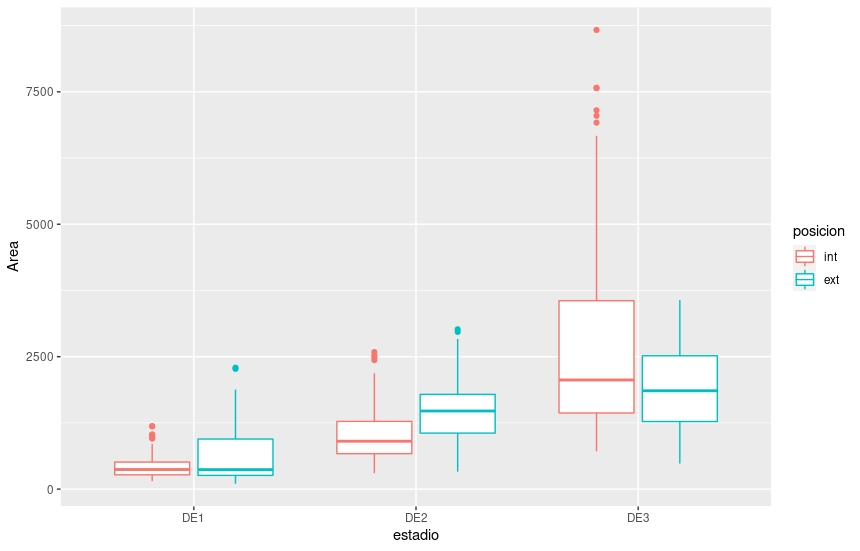 Area
7500
5000
2500
0
DE1 DE2 DE3
estadio
posicion
int
ext